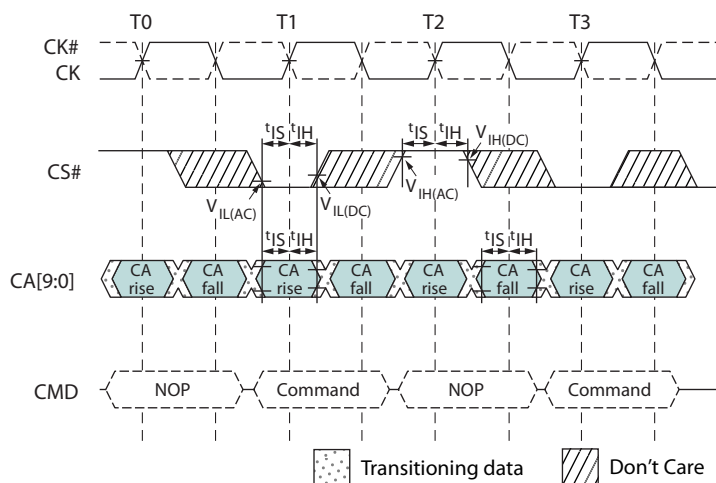 T0 T1 T2 T3
CK#
CK
tIS tIH tIS tIH VIH(DC)
CS#
VIL(AC) VIL(DC) VIH(AC)
tIS tIH tIS tIH
CA[9:0]
CA rise
CA fall
CA rise
CA fall
CA rise
CA fall
CA rise
CA fall
CMD NOP Command NOP Command
Transitioning data Don't Care